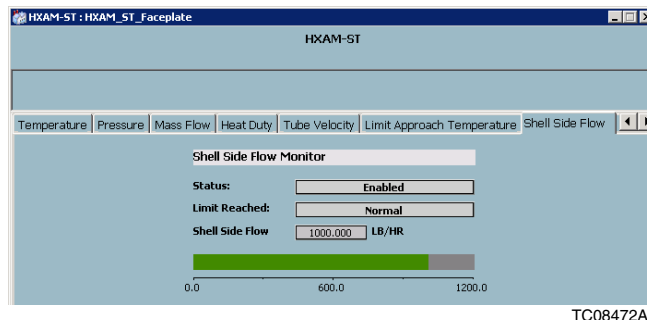 HXAM-ST : HXAM_ST_Faceplate
HXAM-ST
Temperature Pressure Mass Flow Heat Duty Tube Velocity Limit Approach Temperature Shell Side Flow
Shell Side Flow Monitor
Status: Enabled
Limit Reached: Normal
Shell Side Flow 1000.000 LB/HR
0.0 600.0 1200.0
TC08472A